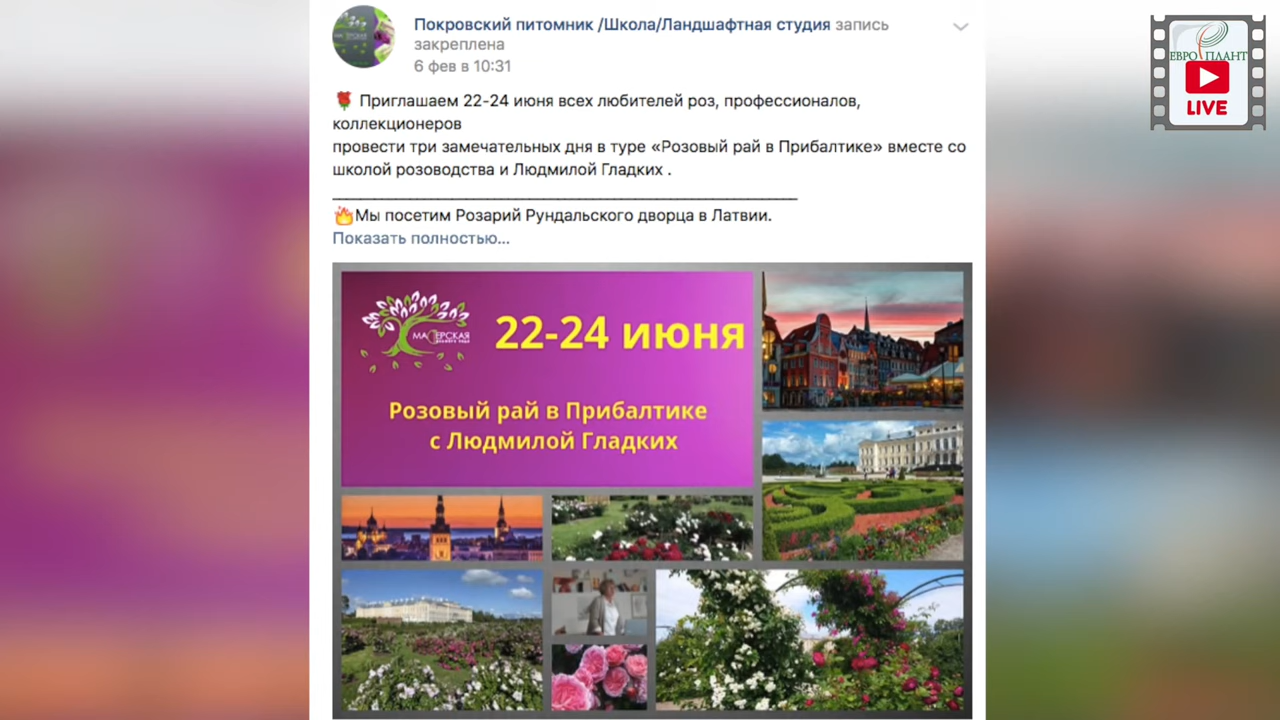 Покровский питомник /Школа/Ландшафтная студия запись
закреплена
6 фев в 10:31
Приглашаем 22-24 июня всех любителей роз, профессионалов,
коллекционеров
провести три замечательных дня в туре «Розовый рай в Прибалтике» вместе со
школой розоводства и Людмилой Гладких .
Мы посетим Розарий Рундальского дворца в Латвии.
Показать полностью...
МАСТЕРСКАЯ
22-24 июня
Розовый рай в Прибалтике
с Людмилой Гладких
ЕВРОПЛАНТ
LIVE